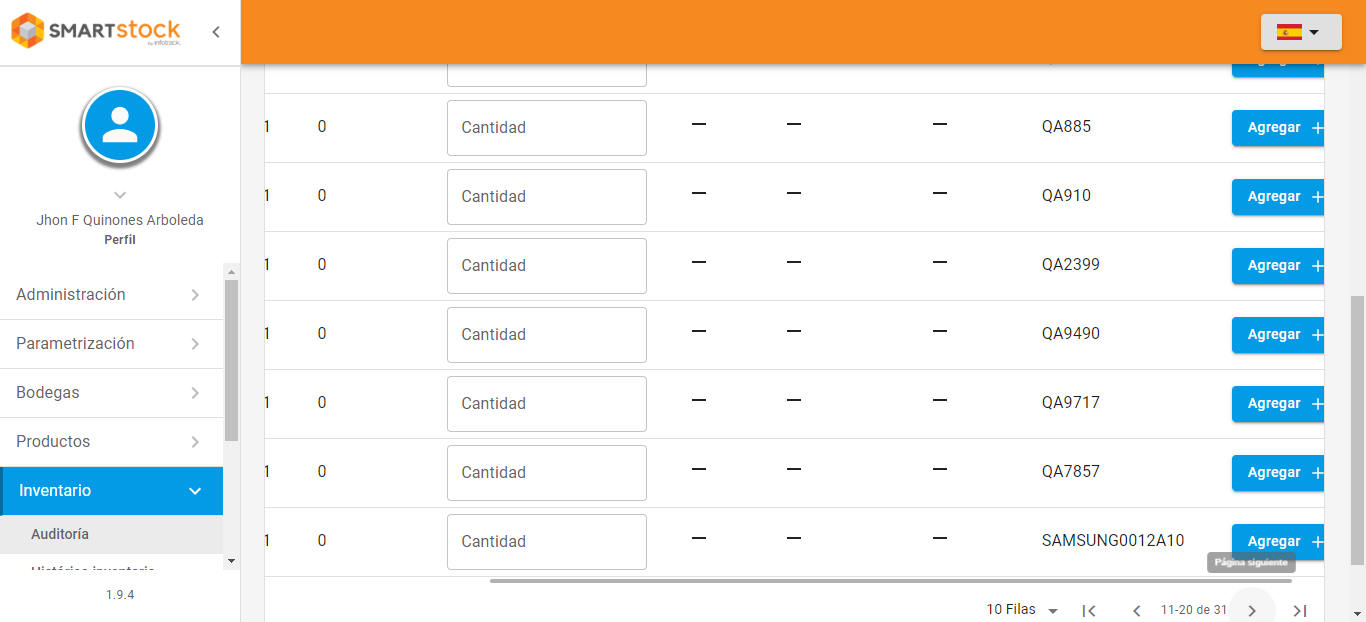 SMARTstock
by infotrack.
Jhon F Quinones Arboleda
Perfil
Administración
Parametrización
Bodegas
Productos
Inventario
Auditoría
Histórico inventario
1.9.4
Agregar +
1 0 Cantidad — — — QA885 Agregar +
1 0 Cantidad — — — QA910 Agregar +
1 0 Cantidad — — — QA2399 Agregar +
1 0 Cantidad — — — QA9490 Agregar +
1 0 Cantidad — — — QA9717 Agregar +
1 0 Cantidad — — — QA7857 Agregar +
1 0 Cantidad — — — SAMSUNG0012A10 Agregar +
Página siguiente
10 Filas 11-20 de 31